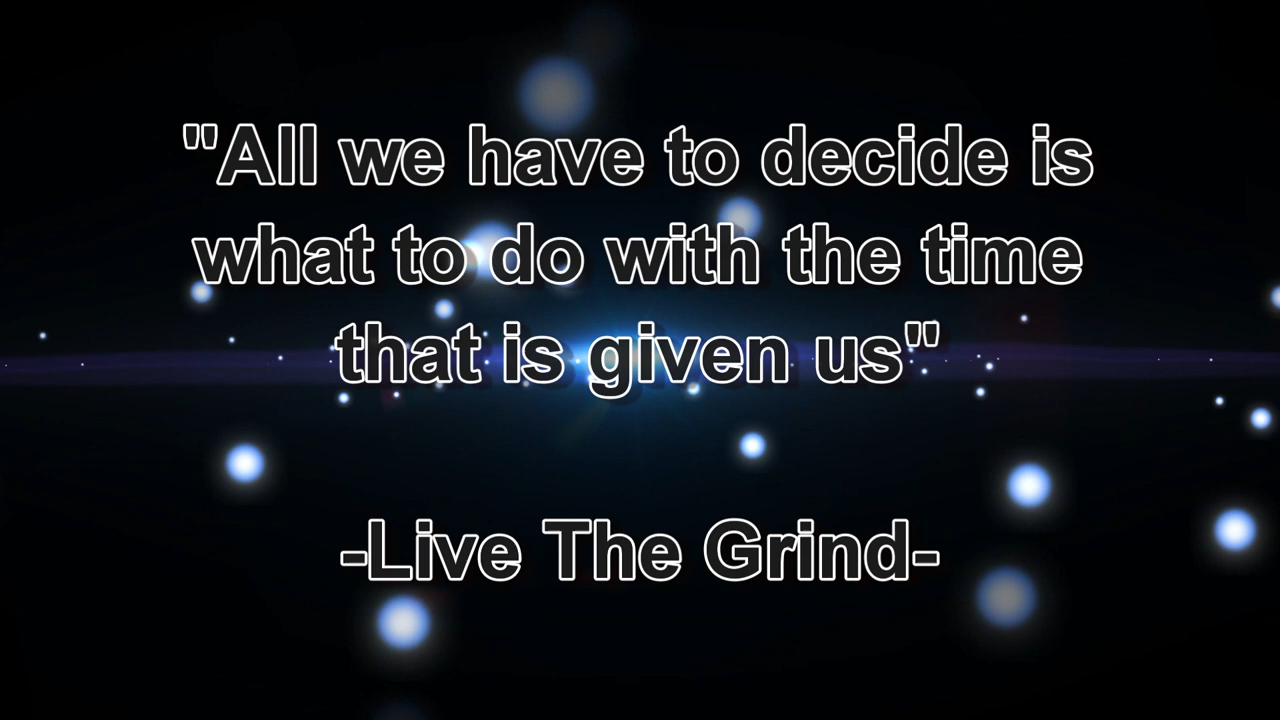 "All we have to decide is
what to do with the time
that is given us"
-Live The Grind-